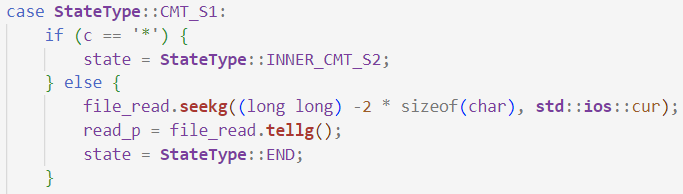 case StateType::CMT_S1:
    if (c == '*') {
        state = StateType::INNER_CMT_S2;
    } else {
        file_read.seekg((long long) -2 * sizeof(char), std::ios::cur);
        read_p = file_read.tellg();
        state = StateType::END;
    }